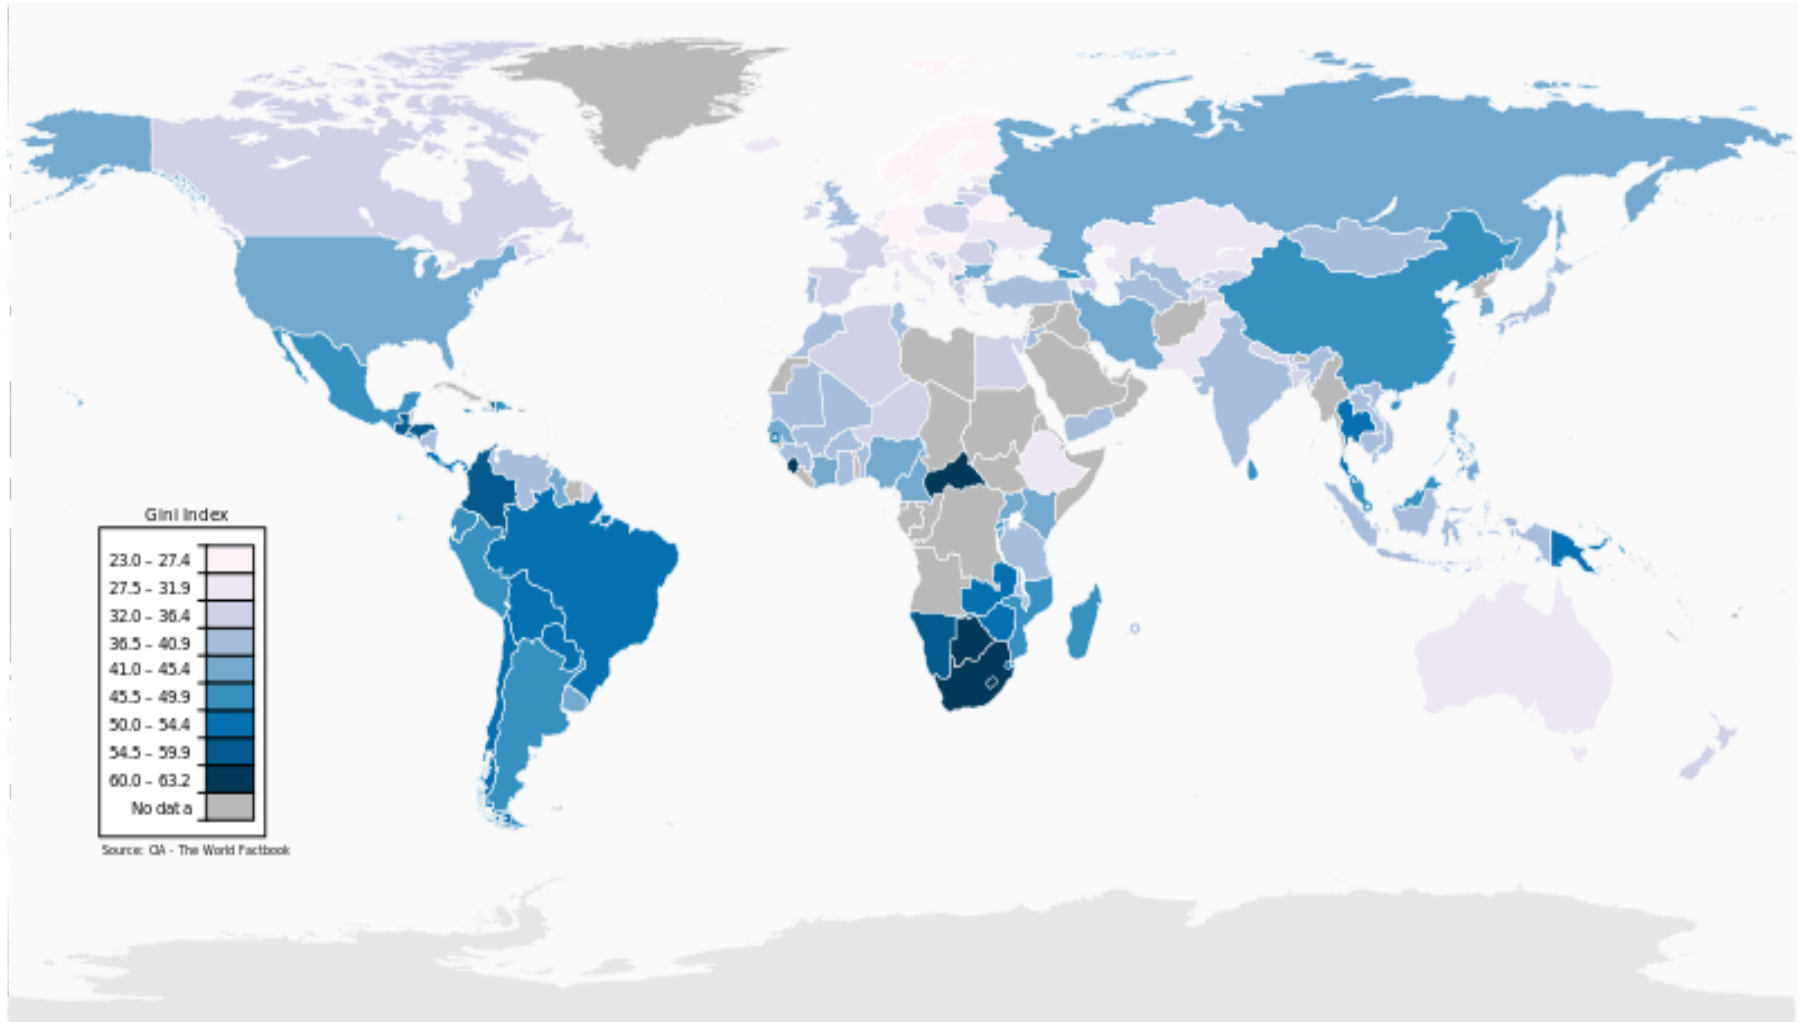 Gini Index
23.0 – 27.4
27.5 – 31.9
32.0 – 36.4
36.5 – 40.9
41.0 – 45.4
45.5 – 49.9
50.0 – 54.4
54.5 – 59.9
60.0 – 63.2
No data
Source: CIA - The World Factbook